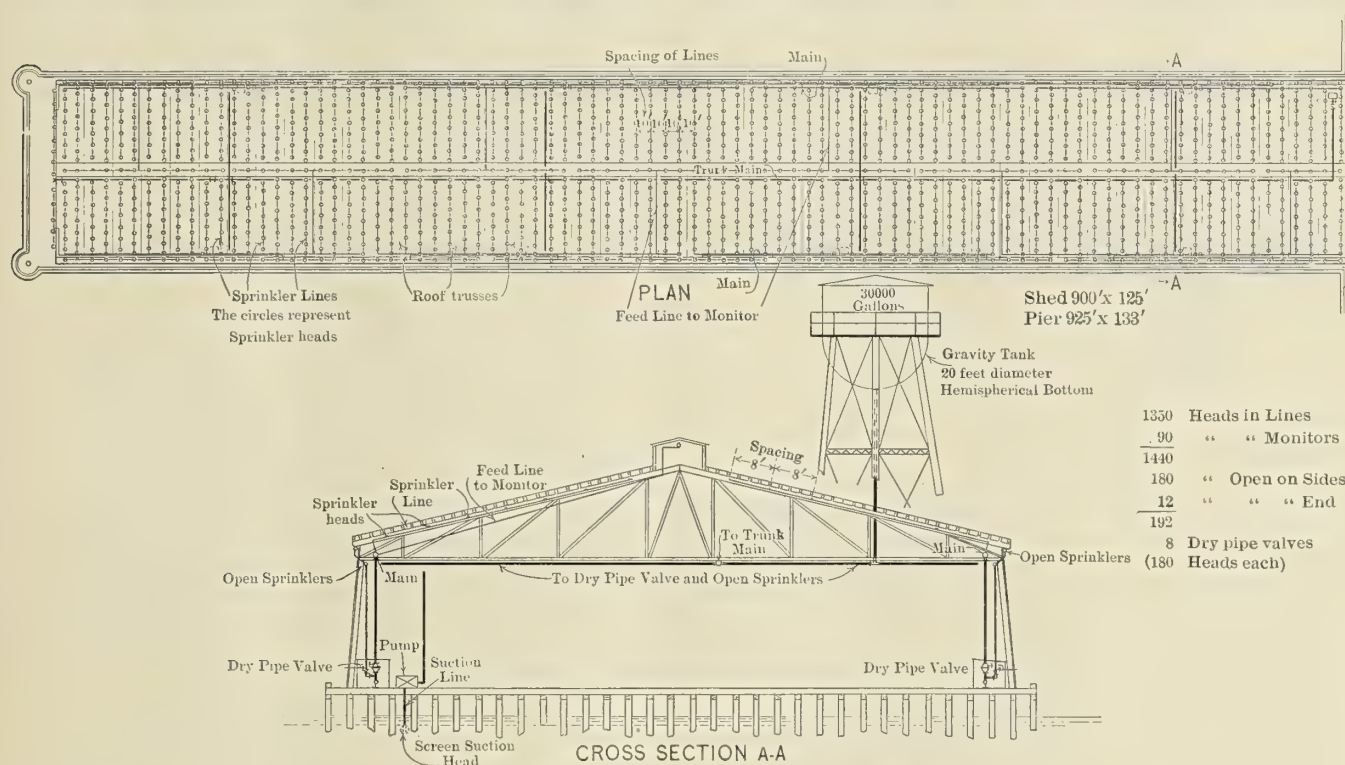 Spacing of Lines
Main
A
Trunk Main
Sprinkler Lines
The circles represent
Sprinkler heads
Roof trusses
PLAN
Main
Feed Line to Monitor
A
Shed 900'x 125'
Pier 925'x 133'
30000
Gallons
Gravity Tank
20 feet diameter
Hemispherical Bottom
1350 Heads in Lines
90 “ “ Monitors
1440
180 “ Open on Sides
12 “ “ “ End
192
8 Dry pipe valves
(180 Heads each)
Spacing
8' 8'
Feed Line
to Monitor
Sprinkler
Line
Sprinkler
heads
To Trunk
Main
Main
Open Sprinklers
Open Sprinklers
Main
To Dry Pipe Valve and Open Sprinklers
Dry Pipe Valve
Pump
Suction
Line
Dry Pipe Valve
Screen Suction
Head
CROSS SECTION A-A